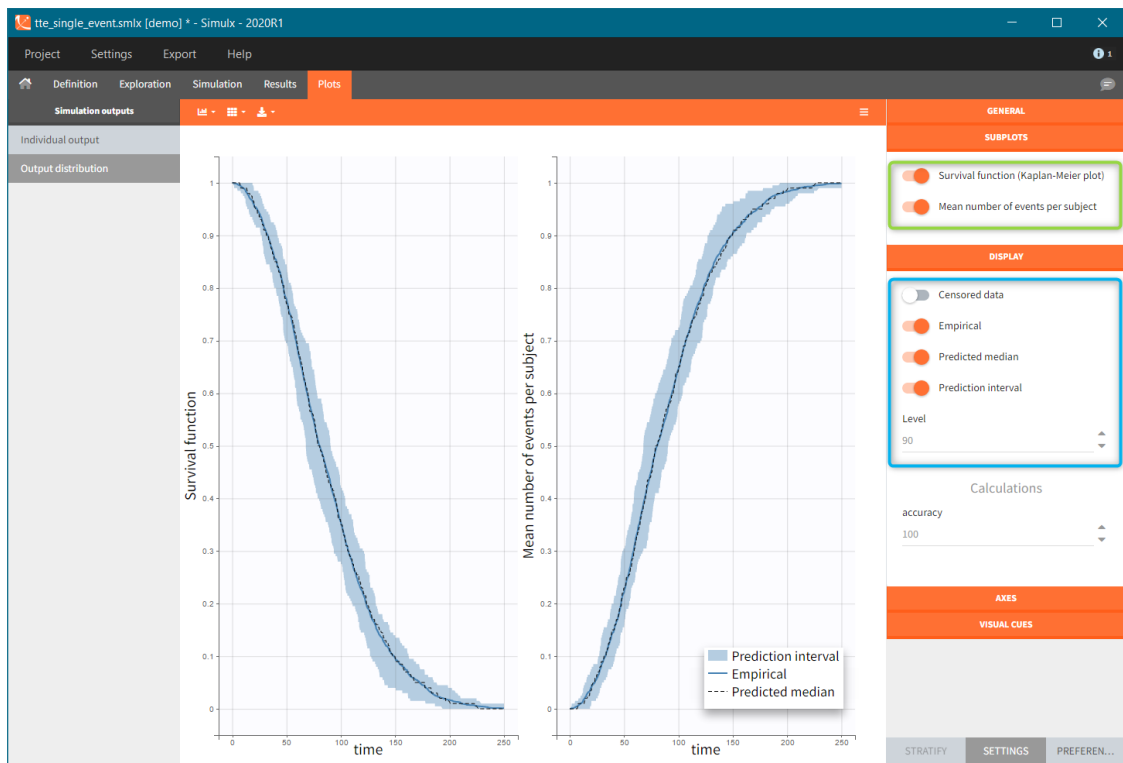 tte_single_event.smlx [demo] * - Simulx - 2020R1
Project Settings Export Help
1
Definition Exploration Simulation Results Plots
Simulation outputs
Individual output
Output distribution
Survival function
1
0.9
0.8
0.7
0.6
0.5
0.4
0.3
0.2
0.1
0
0 50 100 150 200 250
time
Mean number of events per subject
1
0.9
0.8
0.7
0.6
0.5
0.4
0.3
0.2
0.1
0
0 50 100 150 200 250
time
Prediction interval
Empirical
Predicted median
GENERAL
SUBPLOTS
Survival function (Kaplan-Meier plot)
Mean number of events per subject
DISPLAY
Censored data
Empirical
Predicted median
Prediction interval
Level
90
Calculations
accuracy
100
AXES
VISUAL CUES
STRATIFY SETTINGS PREFEREN...